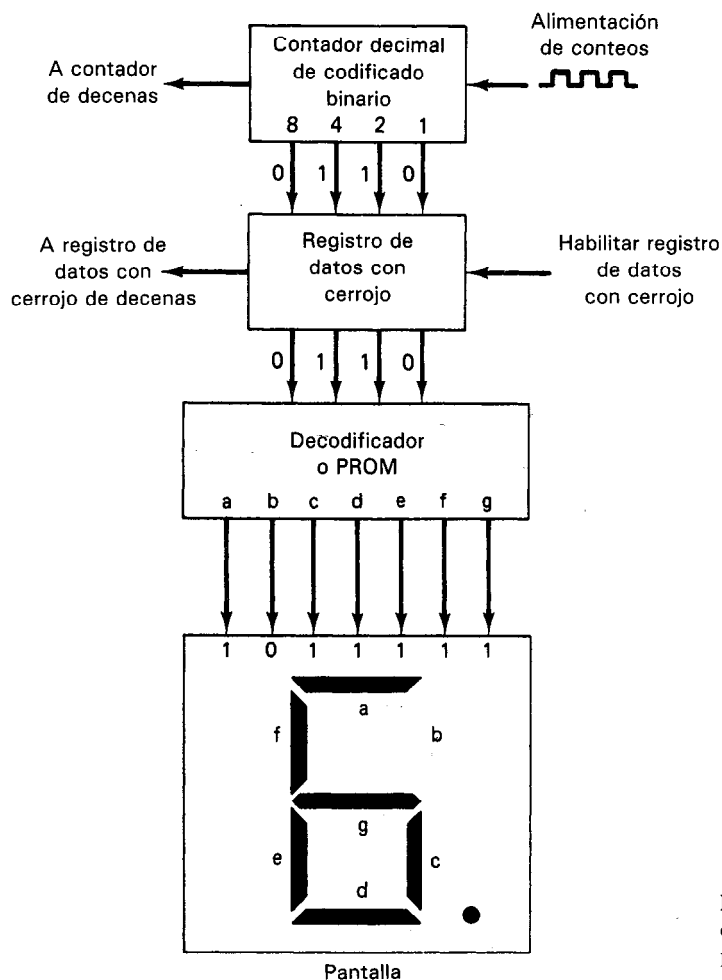 Alimentación
de conteos
Contador decimal
de codificado
binario
8 4 2 1
A contador
de decenas
0 1 1 0
A registro de
datos con
cerrojo de decenas
Registro de
datos con
cerrojo
Habilitar registro
de datos
con cerrojo
0 1 1 0
Decodificador
o PROM
a b c d e f g
1 0 1 1 1 1 1
a
f b
g
e c
d
Pantalla